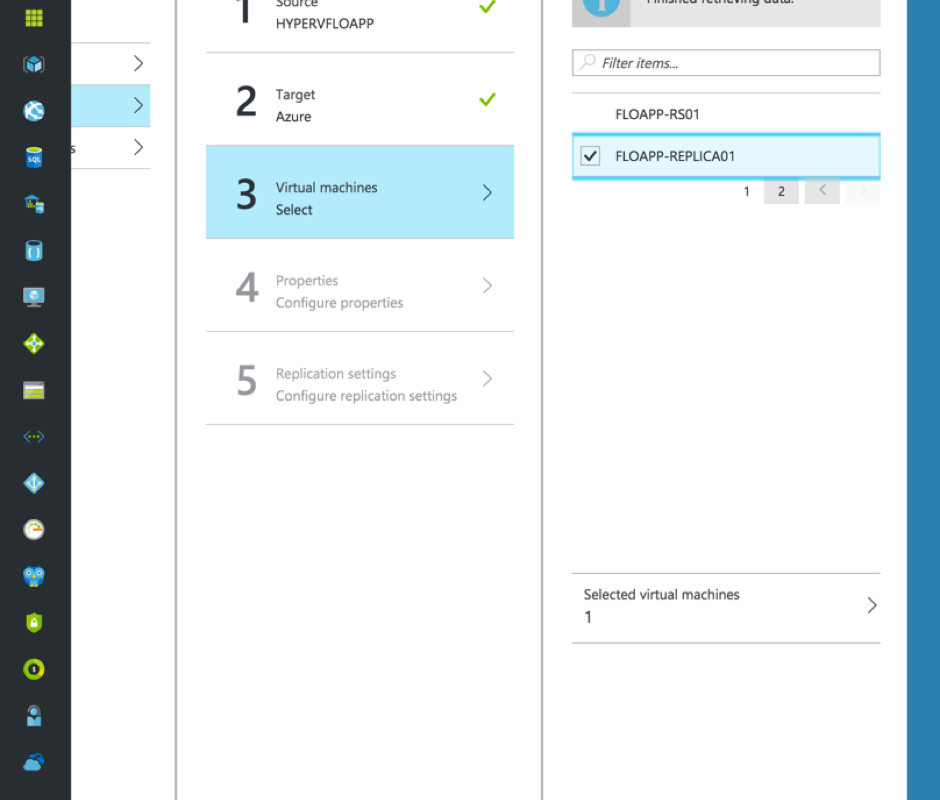 s
1
Source
HYPERVFLOAPP
2
Target
Azure
3
Virtual machines
Select
4
Properties
Configure properties
5
Replication settings
Configure replication settings
Finished retrieving data.
Filter items...
FLOAPP-RS01
FLOAPP-REPLICA01
1 2
Selected virtual machines
1
SQL